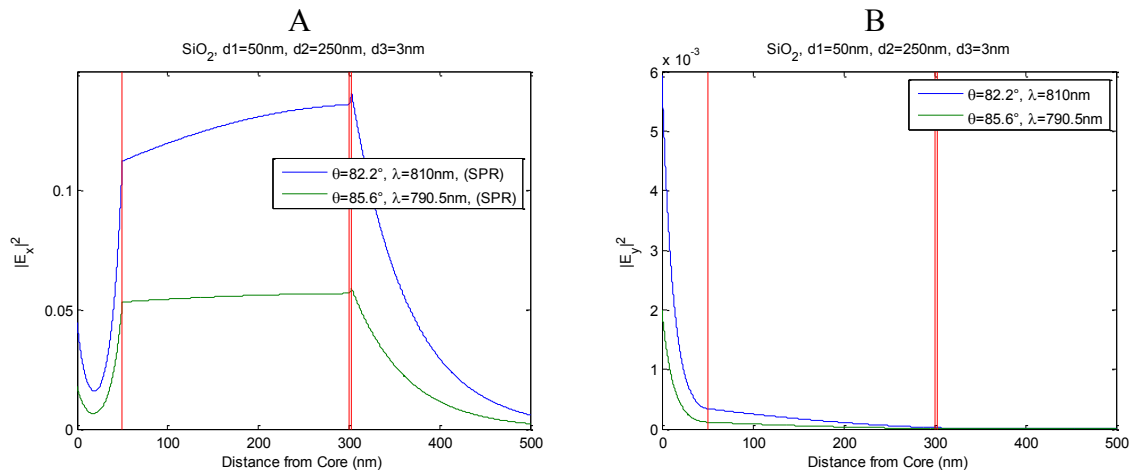 A
SiO2, d1=50nm, d2=250nm, d3=3nm
|Ex|2
0.1
0.05
0
θ=82.2°, λ=810nm, (SPR)
θ=85.6°, λ=790.5nm, (SPR)
0 100 200 300 400 500
Distance from Core (nm)
B
SiO2, d1=50nm, d2=250nm, d3=3nm
x 10-3
|Ey|2
6
5
4
3
2
1
0
θ=82.2°, λ=810nm
θ=85.6°, λ=790.5nm
0 100 200 300 400 500
Distance from Core (nm)